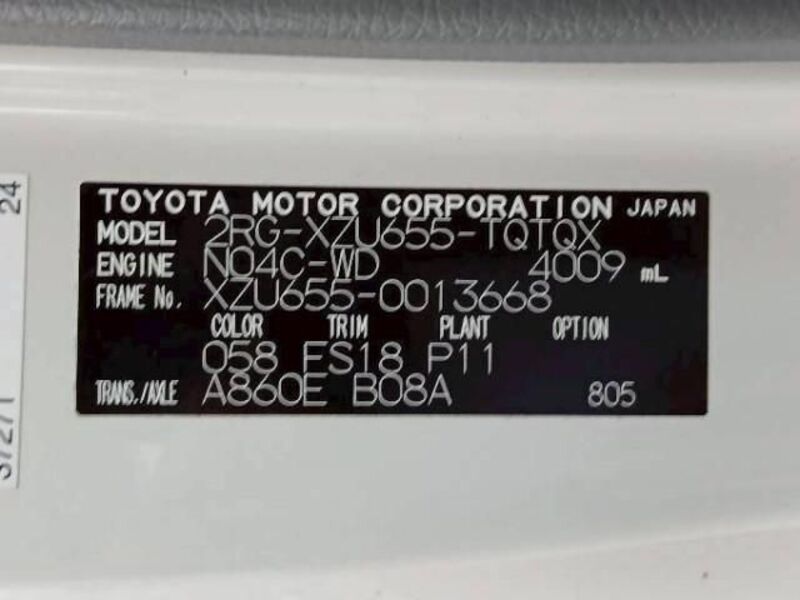 TOYOTA MOTOR CORPORATION JAPAN
MODEL 2RG-XZU655-TQTQX
ENGINE N04C-WD 4009 mL
FRAME No. XZU655-0013668
COLOR TRIM PLANT OPTION
058 FS18 P11
TRANS./AXLE A860E B08A 805
24